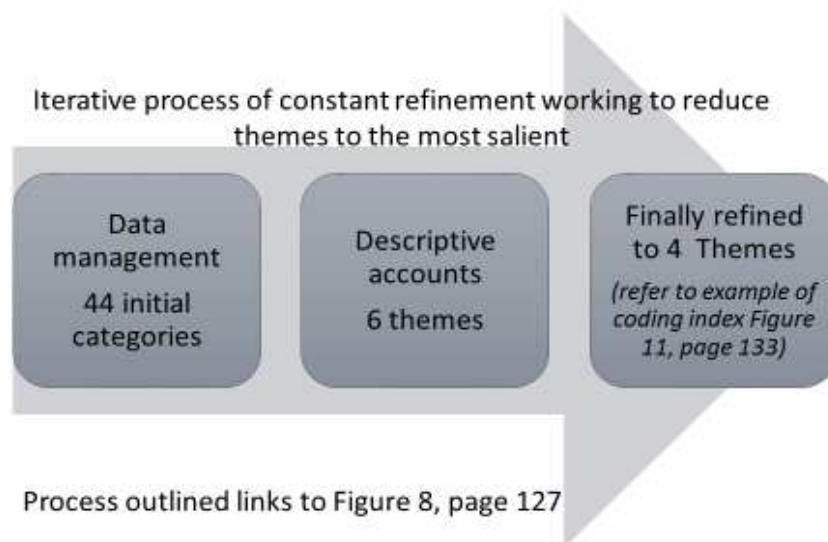 Iterative process of constant refinement working to reduce
themes to the most salient
Data
management
44 initial
categories
Descriptive
accounts
6 themes
Finally refined
to 4 Themes
(refer to example of
coding index Figure
11, page 133)
Process outlined links to Figure 8, page 127